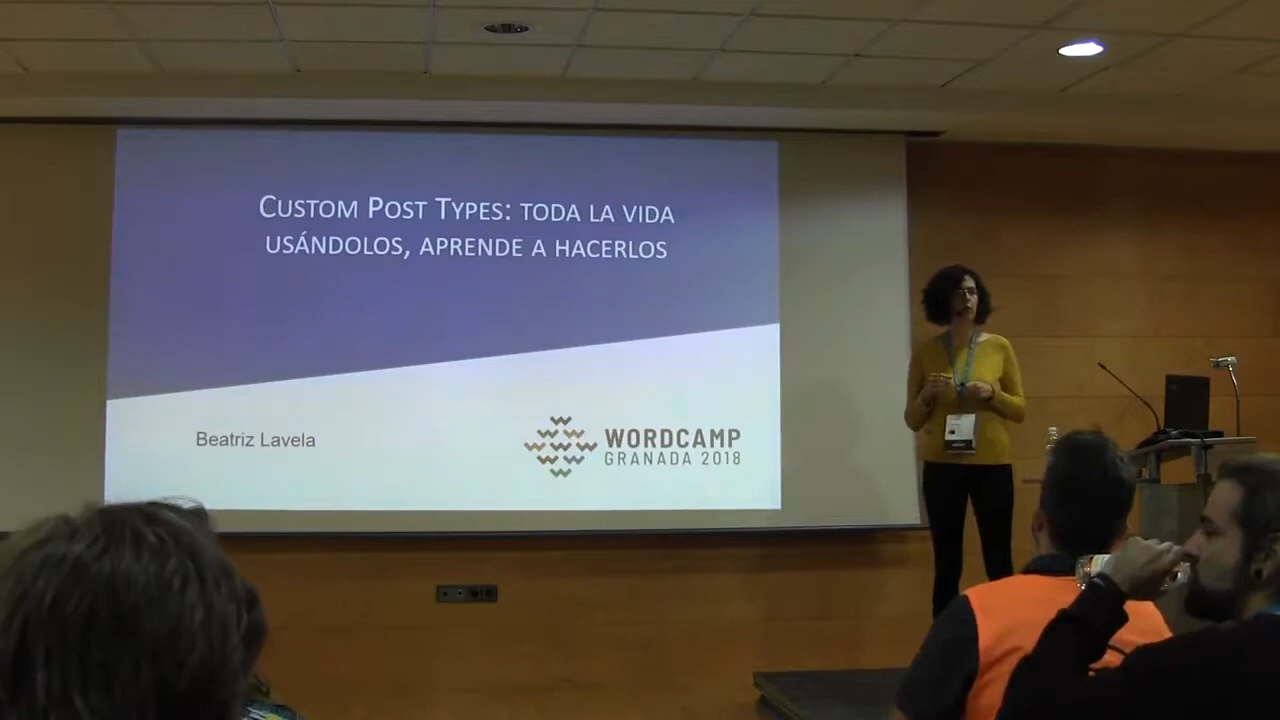 CUSTOM POST TYPES: TODA LA VIDA
USÁNDOLOS, APRENDE A HACERLOS
Beatriz Lavela
WORDCAMP
GRANADA 2018